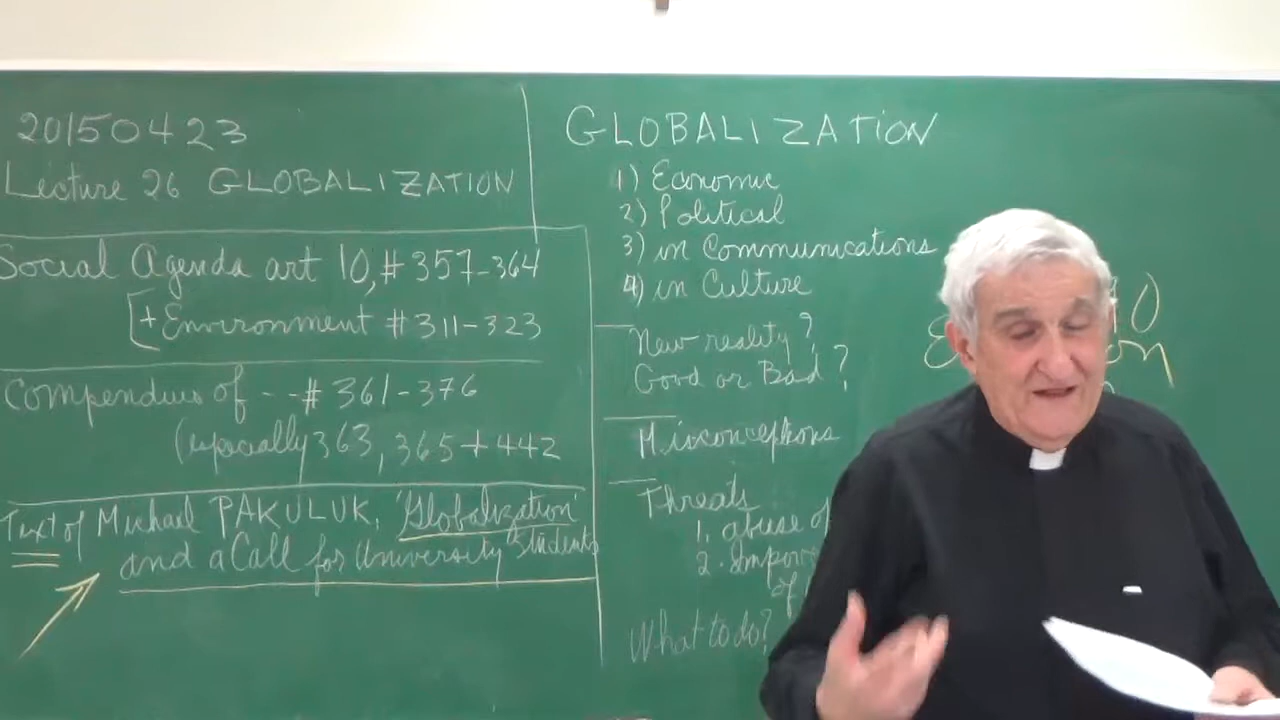 20150423
Lecture 26 GLOBALIZATION
Social Agenda art 10, # 357-364
[+Environment # 311-323
Compendium of - - # 361-376
(especially 363, 365 + 442
Text of Michael PAKULUK, 'Globalization'
and a Call for University Students
GLOBALIZATION
1) Economic
2) Political
3) in Communications
4) in Culture
New reality?
Good or Bad?
Misconceptions
Threats
1. abuse of
2.
of
What to do?